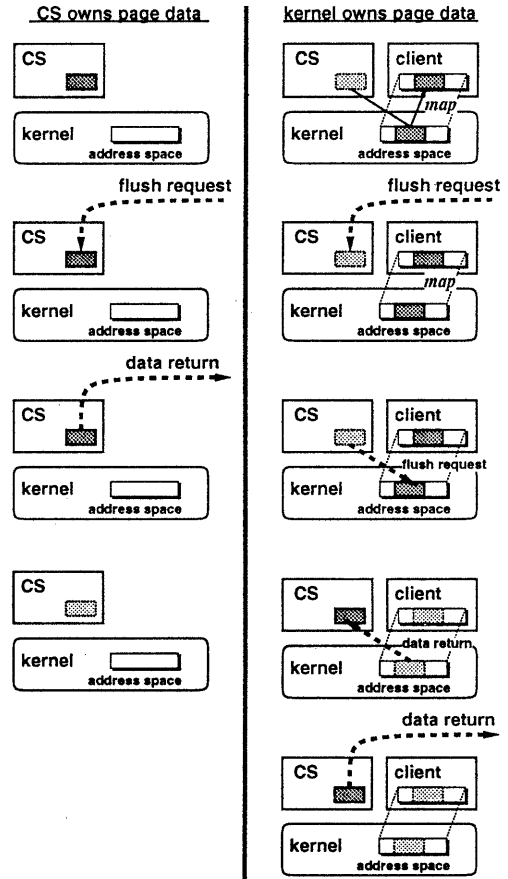 CS owns page data
CS
kernel
address space
flush request
CS
kernel
address space
data return
CS
kernel
address space
CS
kernel
address space
kernel owns page data
CS
client
map
kernel
address space
flush request
CS
client
map
kernel
address space
CS
client
flush request
kernel
address space
CS
client
data return
kernel
address space
data return
CS
client
kernel
address space